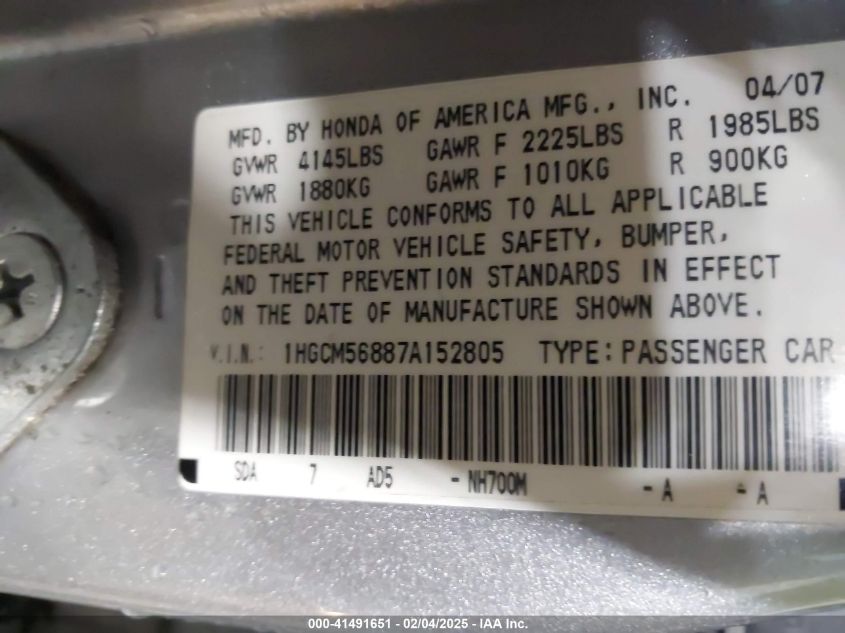 04/07
MFD. BY HONDA OF AMERICA MFG., INC.
GVWR 4145LBS GAWR F 2225LBS R 1985LBS
GVWR 1880KG GAWR F 1010KG R 900KG
THIS VEHICLE CONFORMS TO ALL APPLICABLE
FEDERAL MOTOR VEHICLE SAFETY, BUMPER,
AND THEFT PREVENTION STANDARDS IN EFFECT
ON THE DATE OF MANUFACTURE SHOWN ABOVE.
V.I.N.: 1HGCM56887A152805 TYPE: PASSENGER CAR
SDA 7 AD5 - NH700M - A - A
000-41491651 - 02/04/2025 - IAA Inc.